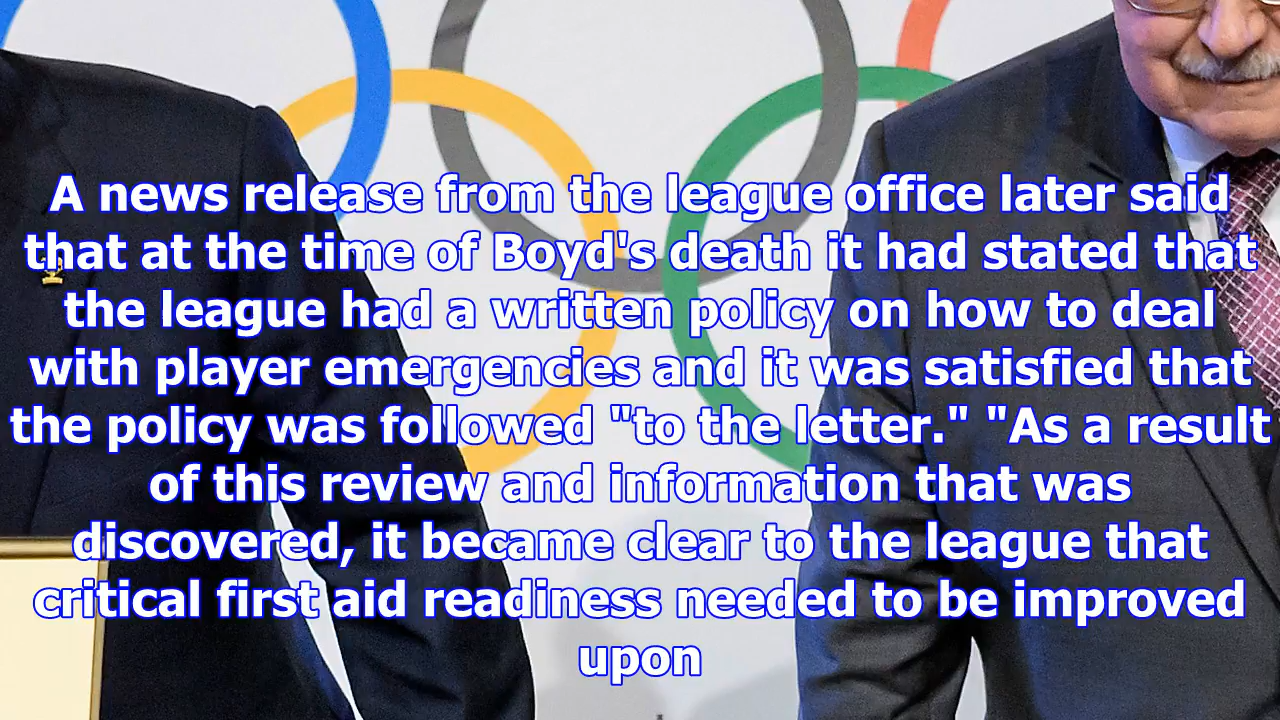 A news release from the league office later said
that at the time of Boyd's death it had stated that
the league had a written policy on how to deal
with player emergencies and it was satisfied that
the policy was followed "to the letter." "As a result
of this review and information that was
discovered, it became clear to the league that
critical first aid readiness needed to be improved
upon